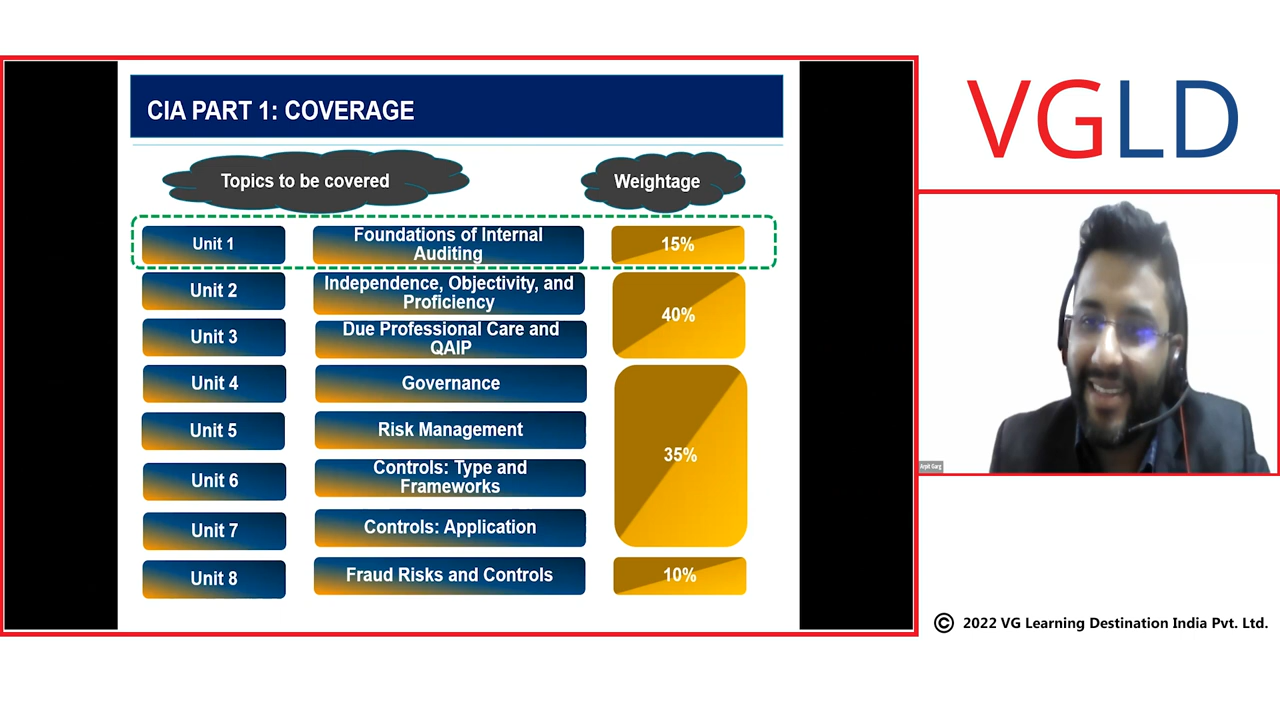 CIA PART 1: COVERAGE
Topics to be covered
Weightage
Unit 1
Foundations of Internal
Auditing
15%
Unit 2
Independence, Objectivity, and
Proficiency
40%
Unit 3
Due Professional Care and
QAIP
Unit 4
Governance
35%
Unit 5
Risk Management
Unit 6
Controls: Type and
Frameworks
Unit 7
Controls: Application
Unit 8
Fraud Risks and Controls
10%
VGLD
Arpit Garg
© 2022 VG Learning Destination India Pvt. Ltd.